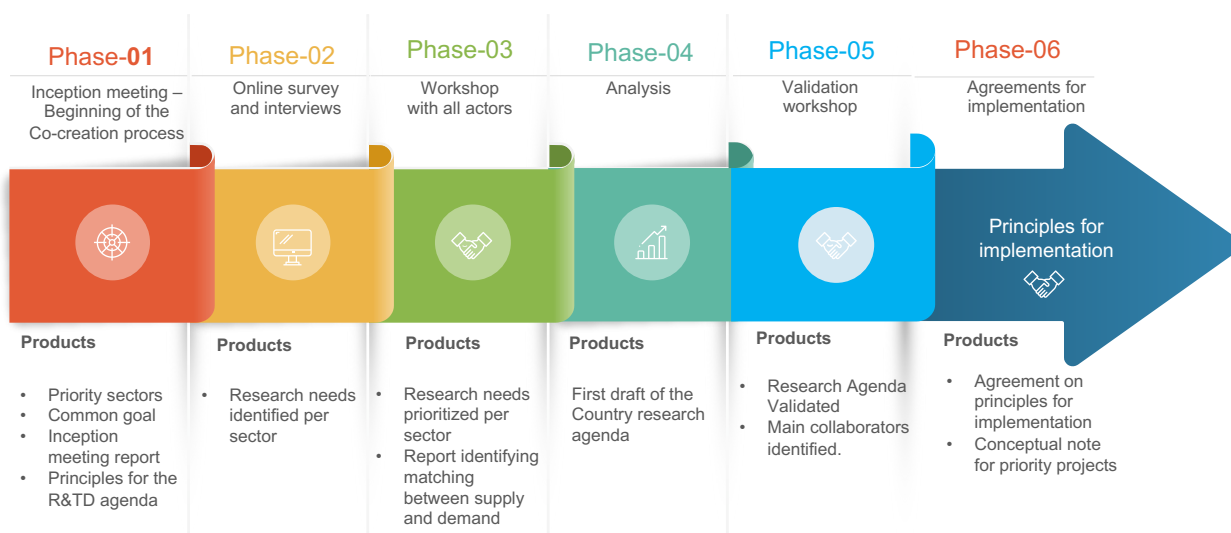 Phase-01
Inception meeting –
Beginning of the
Co-creation process
Phase-02
Online survey
and interviews
Phase-03
Workshop
with all actors
Phase-04
Analysis
Phase-05
Validation
workshop
Phase-06
Agreements for
implementation
Principles for
implementation
Products
• Priority sectors
• Common goal
• Inception
meeting report
• Principles for the
R&TD agenda
Products
• Research needs
identified per
sector
Products
• Research needs
prioritized per
sector
• Report identifying
matching
between supply
and demand
Products
First draft of the
Country research
agenda
Products
• Research Agenda
Validated
• Main collaborators
identified.
Products
• Agreement on
principles for
implementation
• Conceptual note
for priority projects